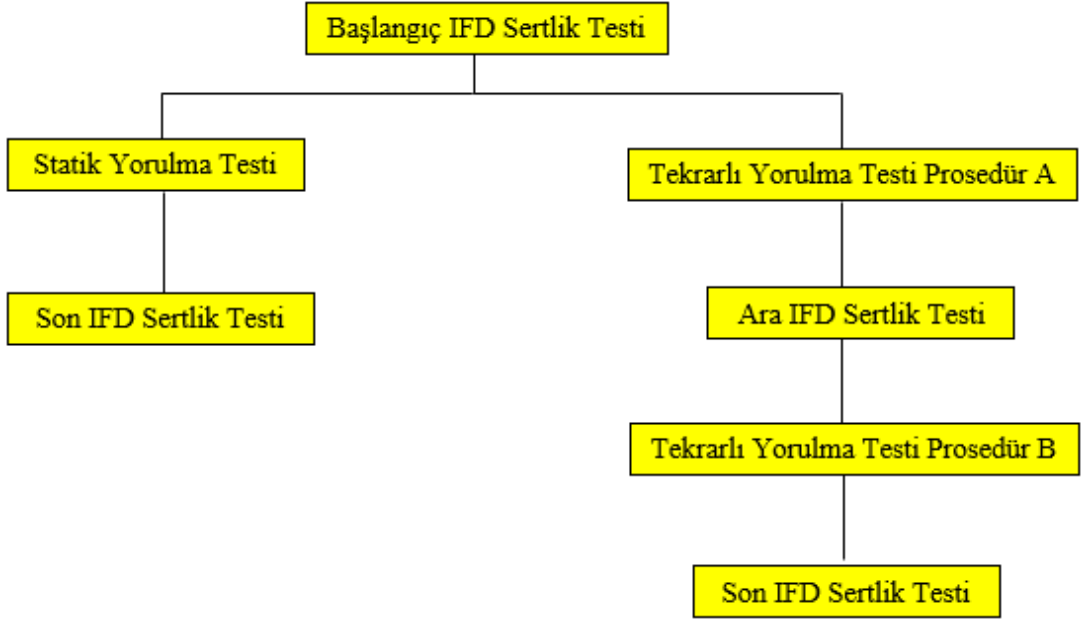 Başlangıç IFD Sertlik Testi
Statik Yorulma Testi
Tekrarlı Yorulma Testi Prosedür A
Son IFD Sertlik Testi
Ara IFD Sertlik Testi
Tekrarlı Yorulma Testi Prosedür B
Son IFD Sertlik Testi